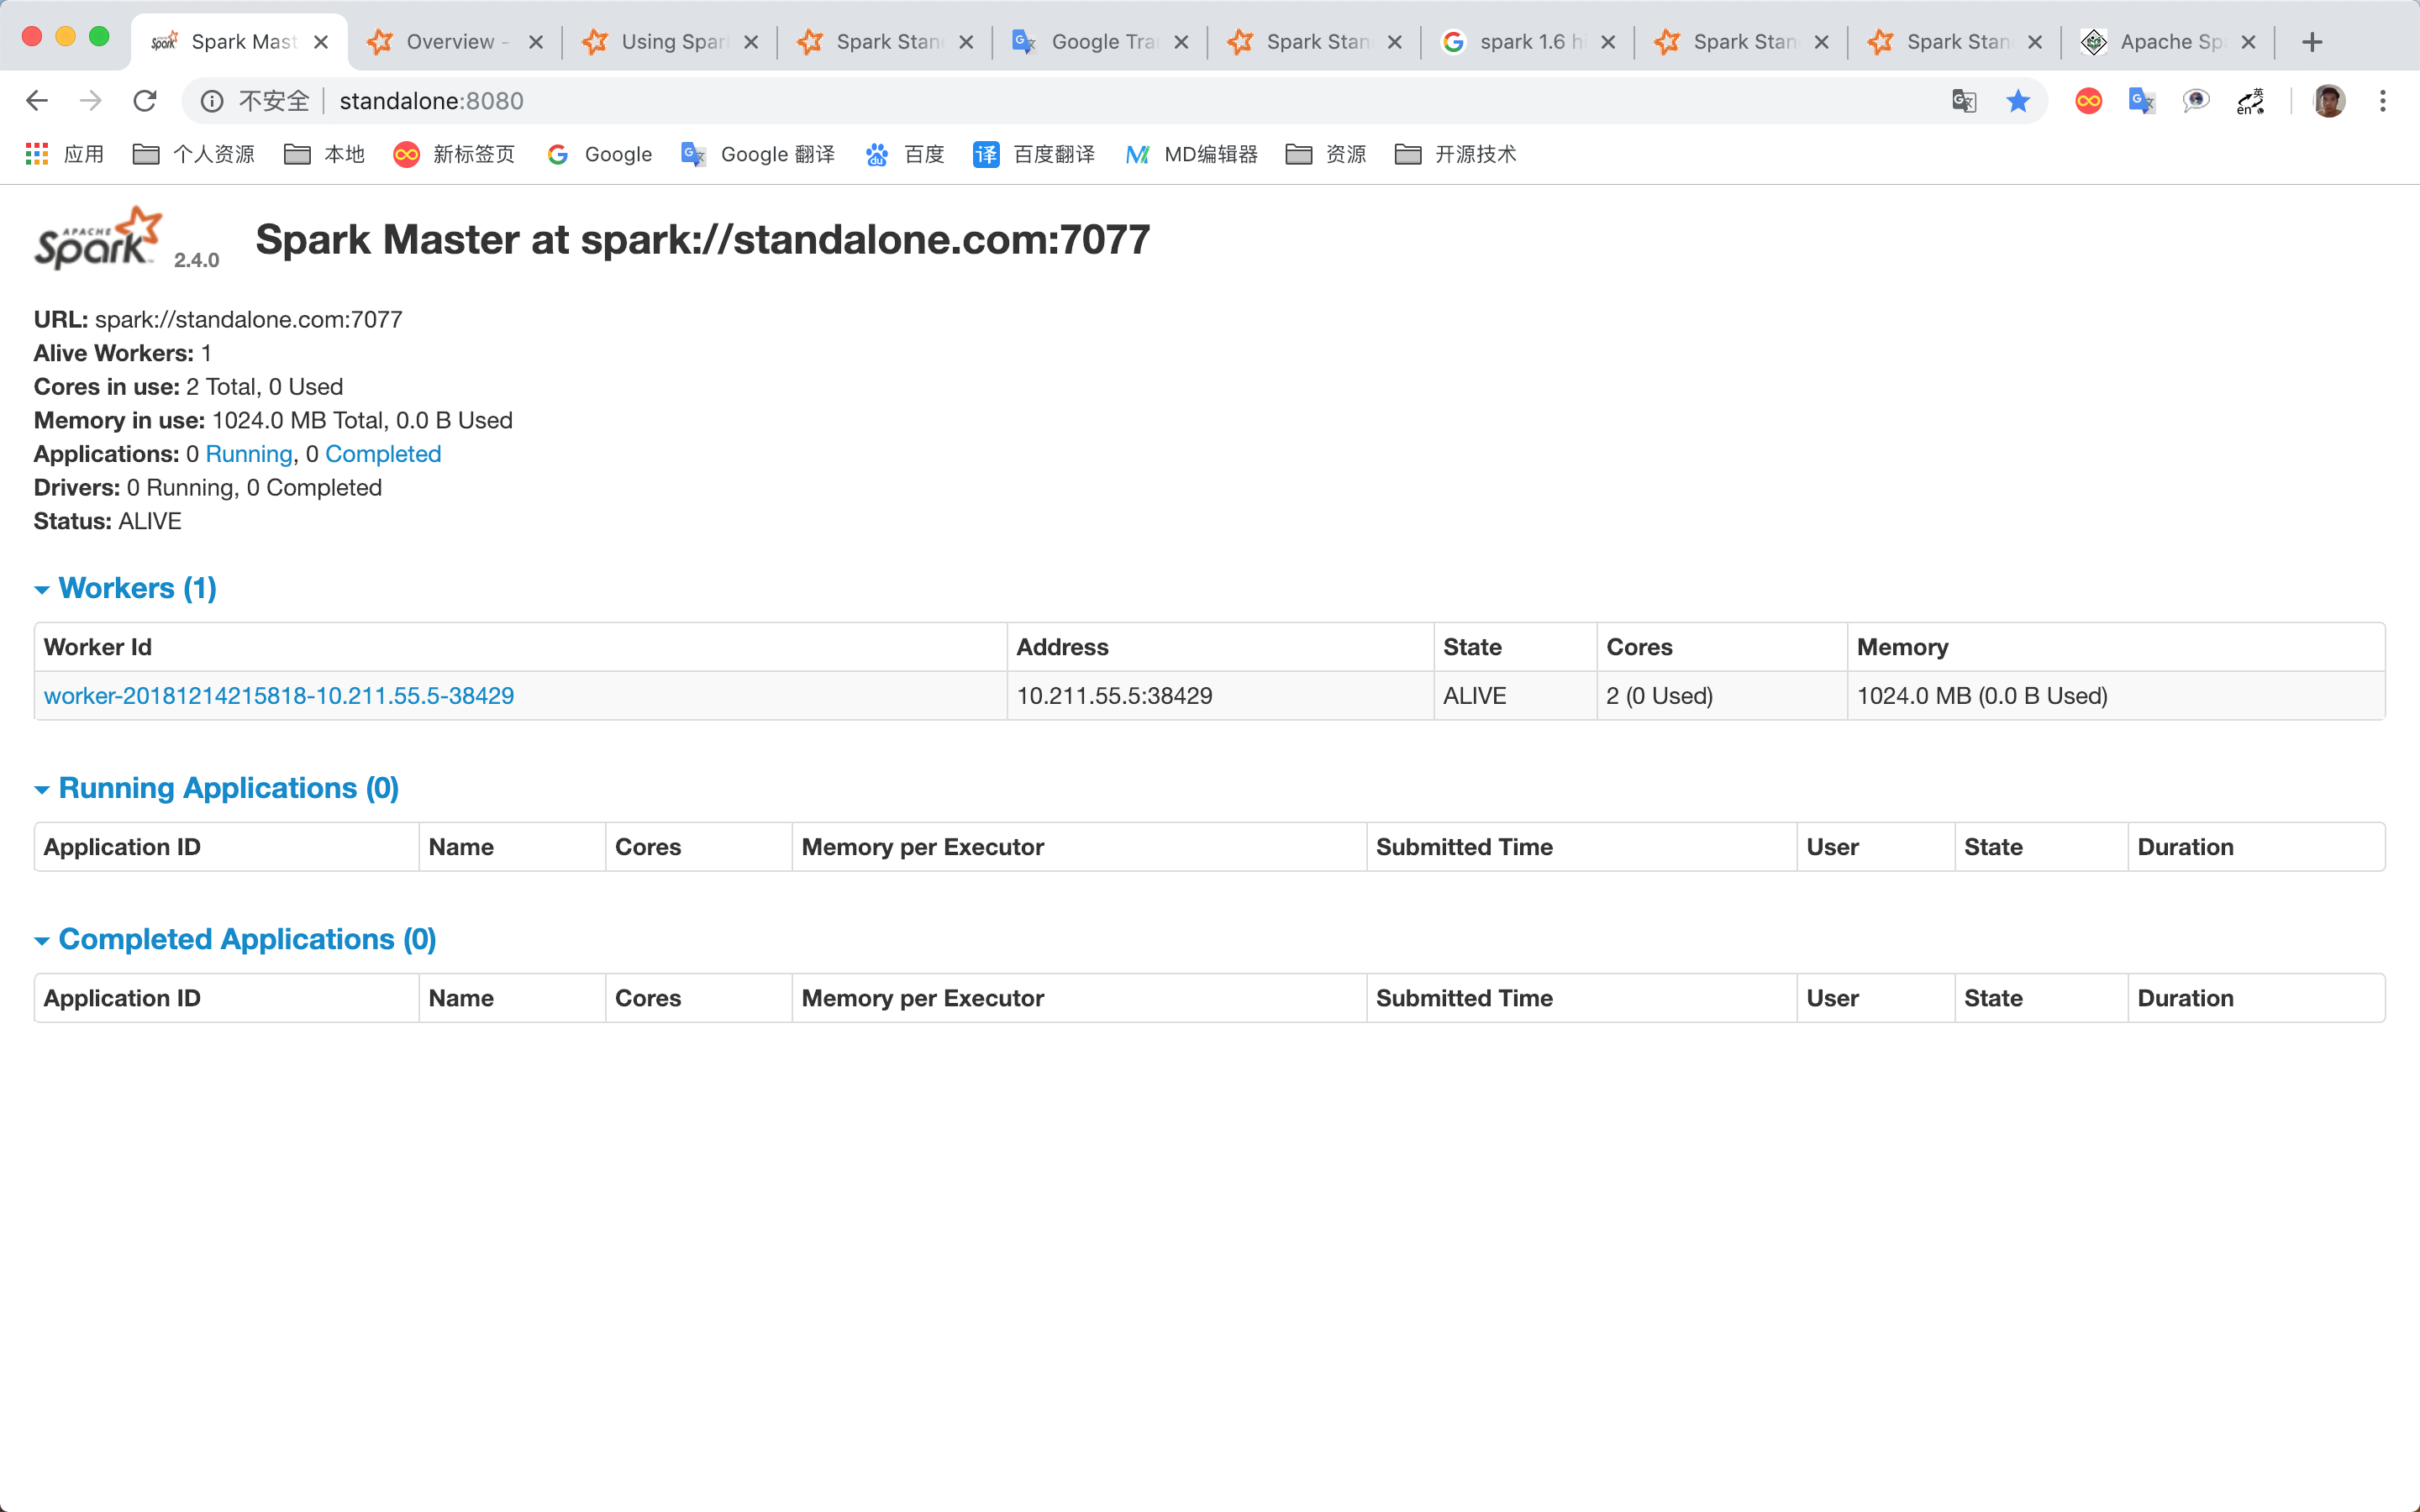 Spark Mast
Overview -
Using Spar
Spark Stan
Google Tra
Spark Stan
spark 1.6 hi
Spark Stan
Spark Stan
Apache Sp
不安全
standalone:8080
英
en
应用
个人资源
本地
新标签页
Google
Google 翻译
百度
译
百度翻译
MD编辑器
资源
开源技术
APACHE
Spark
2.4.0
Spark Master at spark://standalone.com:7077
URL: spark://standalone.com:7077
Alive Workers: 1
Cores in use: 2 Total, 0 Used
Memory in use: 1024.0 MB Total, 0.0 B Used
Applications: 0 Running, 0 Completed
Drivers: 0 Running, 0 Completed
Status: ALIVE
Workers (1)
Worker Id Address State Cores Memory
worker-20181214215818-10.211.55.5-38429 10.211.55.5:38429 ALIVE 2 (0 Used) 1024.0 MB (0.0 B Used)
Running Applications (0)
Application ID Name Cores Memory per Executor Submitted Time User State Duration
Completed Applications (0)
Application ID Name Cores Memory per Executor Submitted Time User State Duration